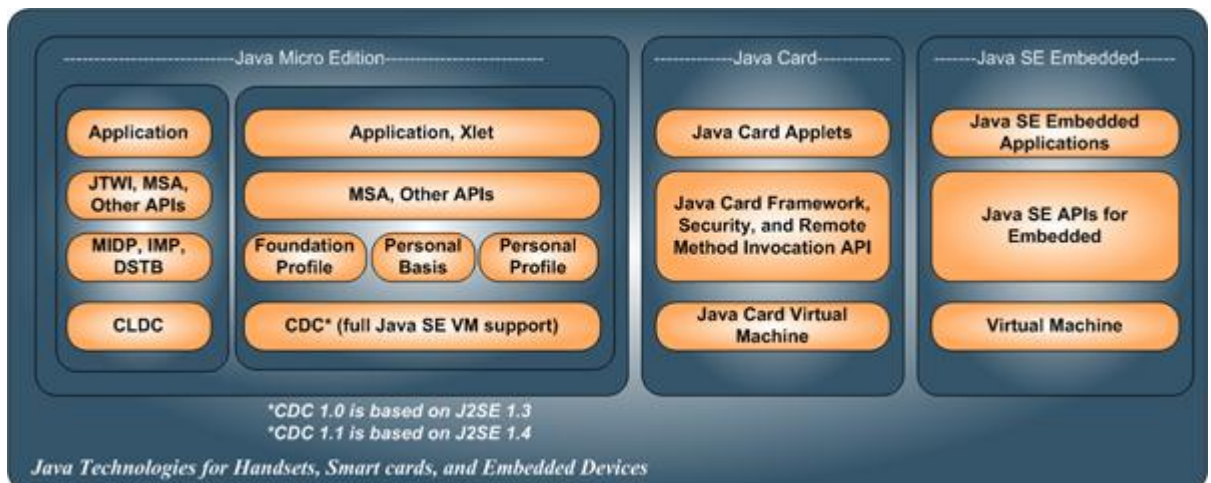 ------------------------------Java Micro Edition----------------------------
Application
JTWI, MSA,
Other APIs
MIDP, IMP,
DSTB
CLDC
Application, Xlet
MSA, Other APIs
Foundation
Profile
Personal
Basis
Personal
Profile
CDC* (full Java SE VM support)
--------------Java Card-------------
Java Card Applets
Java Card Framework,
Security, and Remote
Method Invocation API
Java Card Virtual
Machine
-------Java SE Embedded------
Java SE Embedded
Applications
Java SE APIs for
Embedded
Virtual Machine
*CDC 1.0 is based on J2SE 1.3
*CDC 1.1 is based on J2SE 1.4
Java Technologies for Handsets, Smart cards, and Embedded Devices